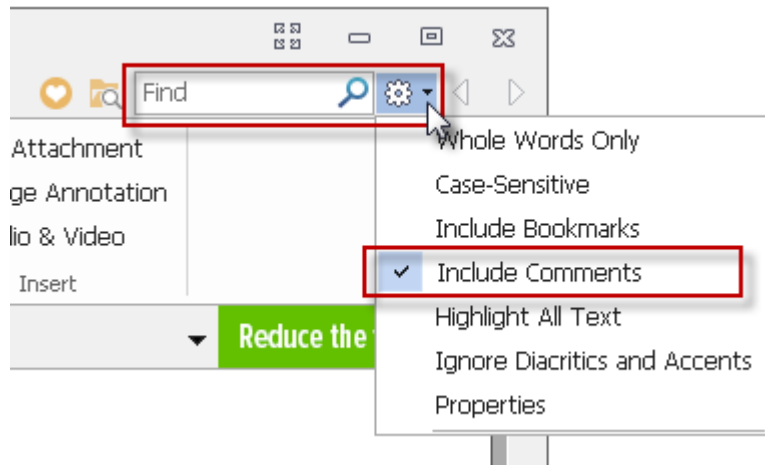 Find
Attachment
ge Annotation
lio & Video
Insert
Reduce the
Whole Words Only
Case-Sensitive
Include Bookmarks
Include Comments
Highlight All Text
Ignore Diacritics and Accents
Properties